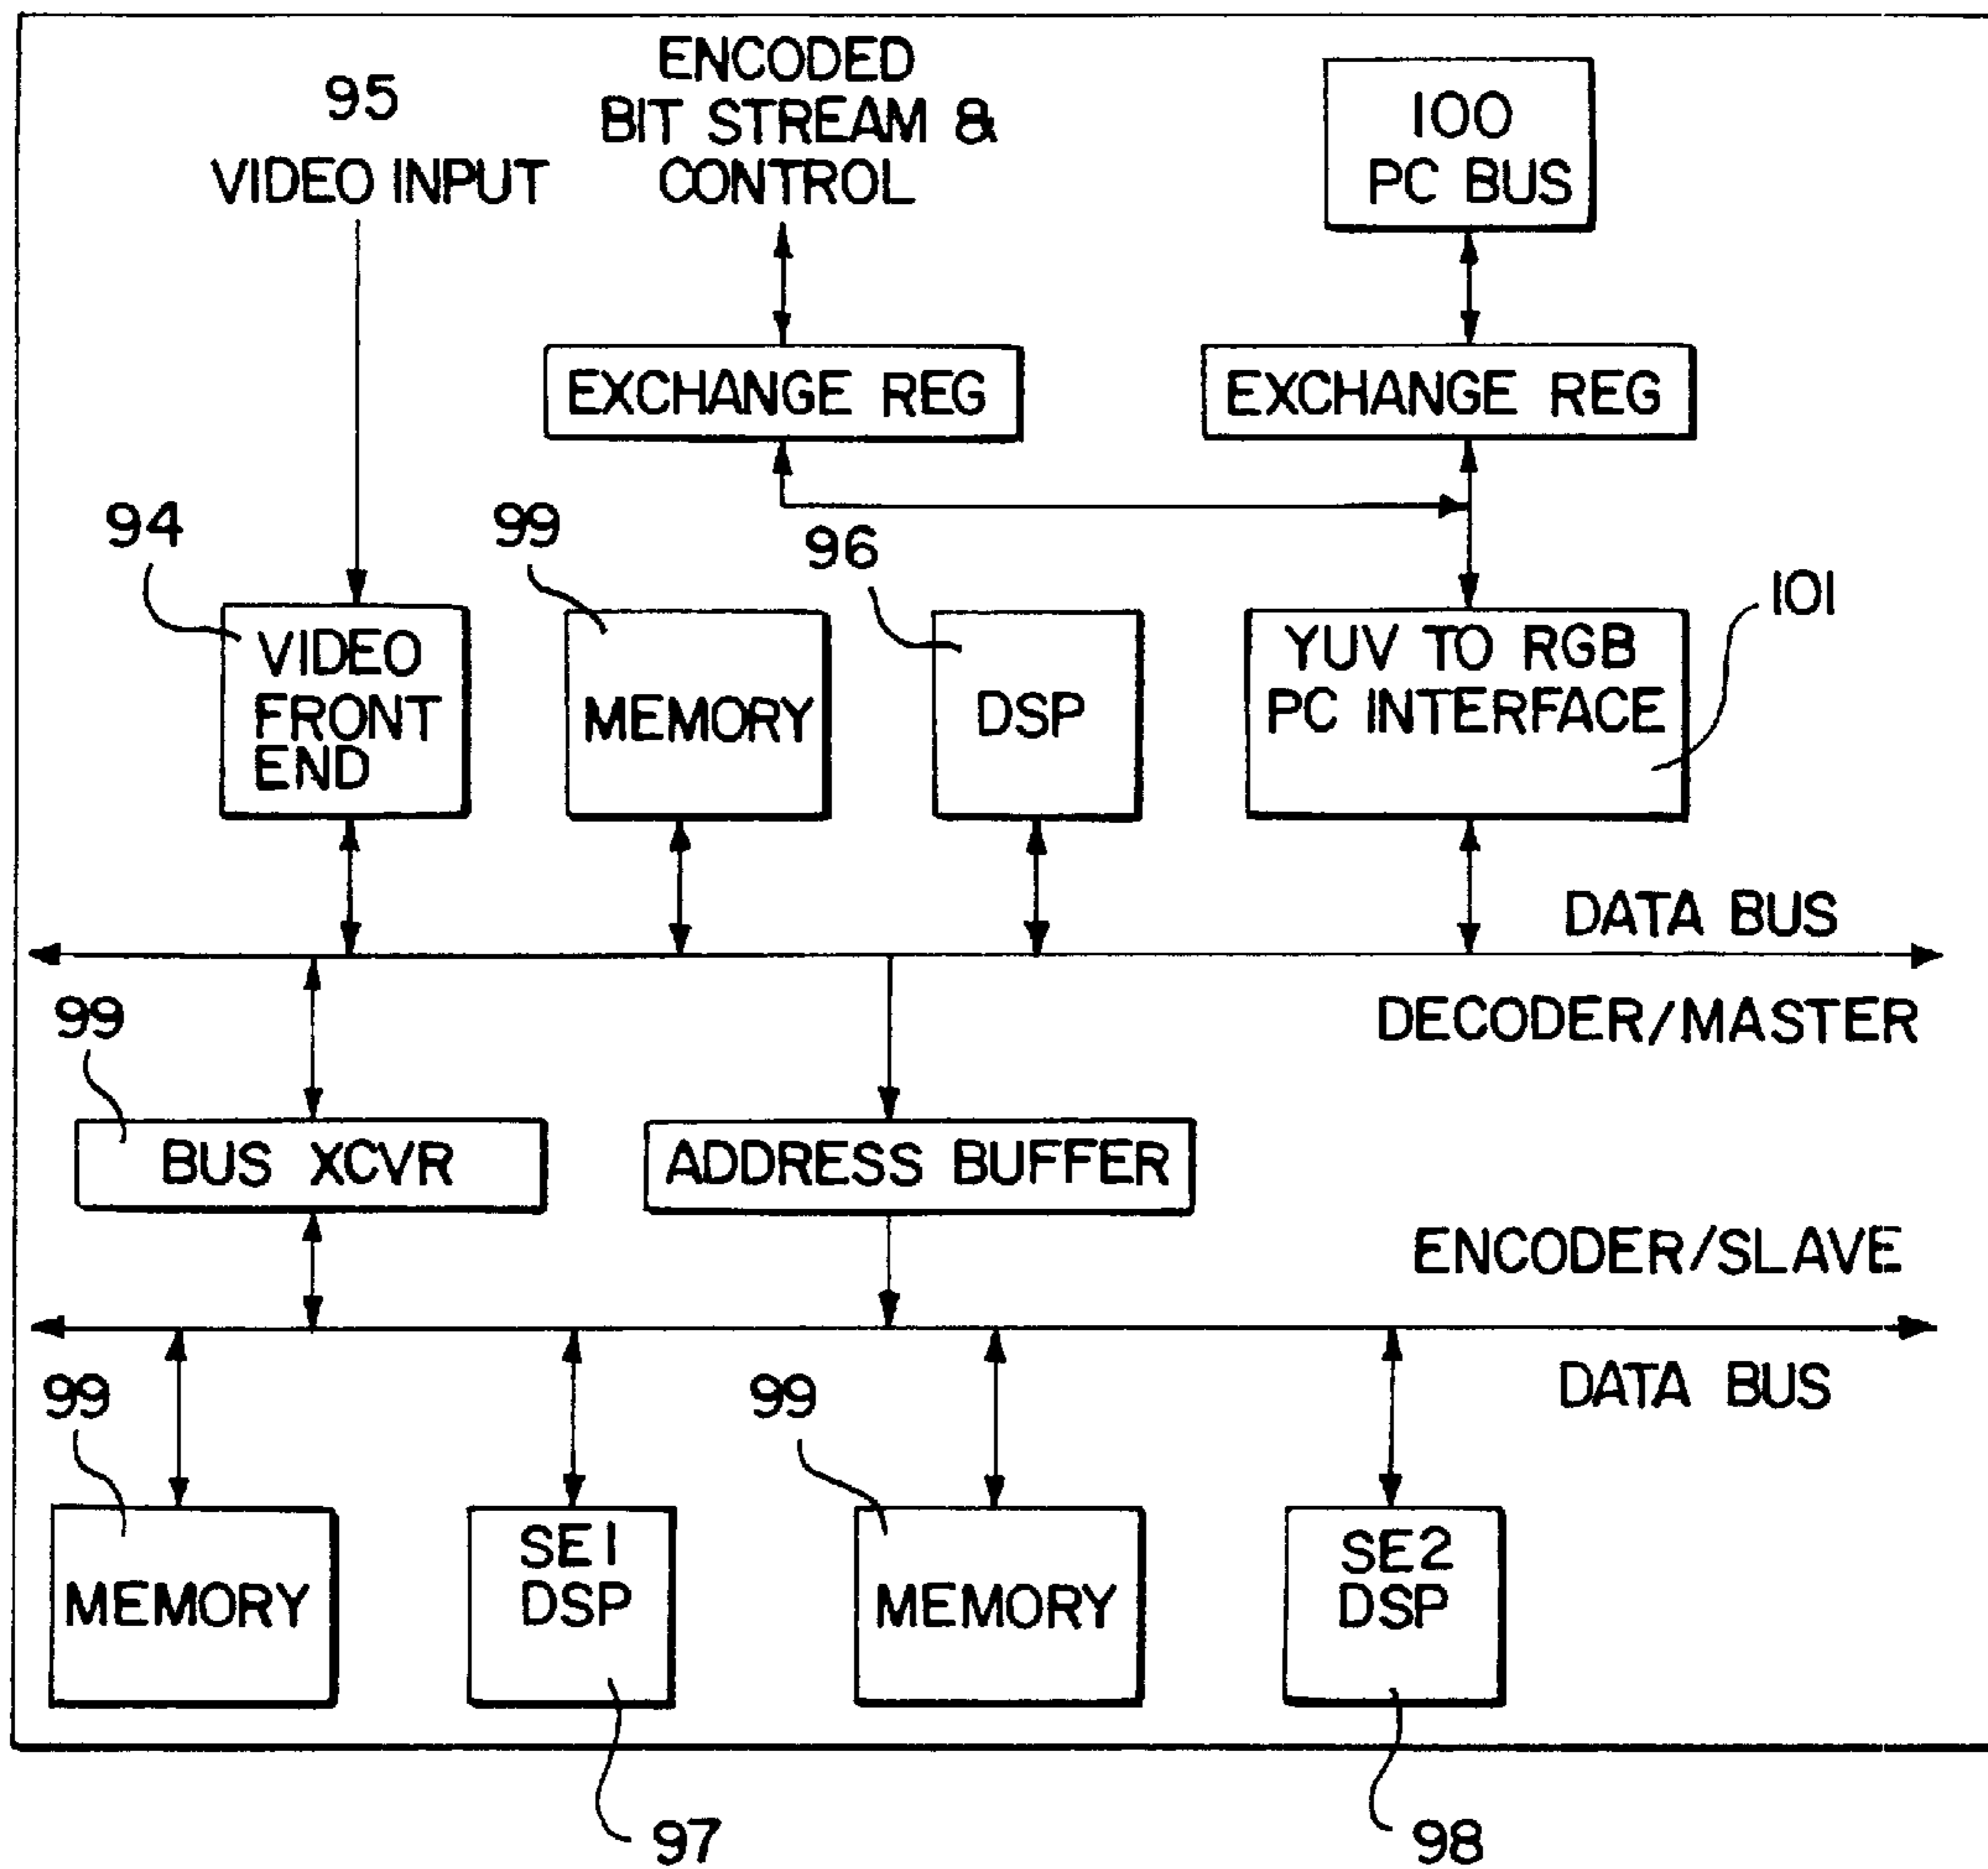 95
VIDEO INPUT
ENCODED
BIT STREAM &
CONTROL
100
PC BUS
EXCHANGE REG
EXCHANGE REG
94
99
96
101
VIDEO
FRONT
END
MEMORY
DSP
YUV TO RGB
PC INTERFACE
DATA BUS
DECODER/MASTER
99
BUS XCVR
ADDRESS BUFFER
ENCODER/SLAVE
DATA BUS
99
99
MEMORY
SE1
DSP
MEMORY
SE2
DSP
97
98